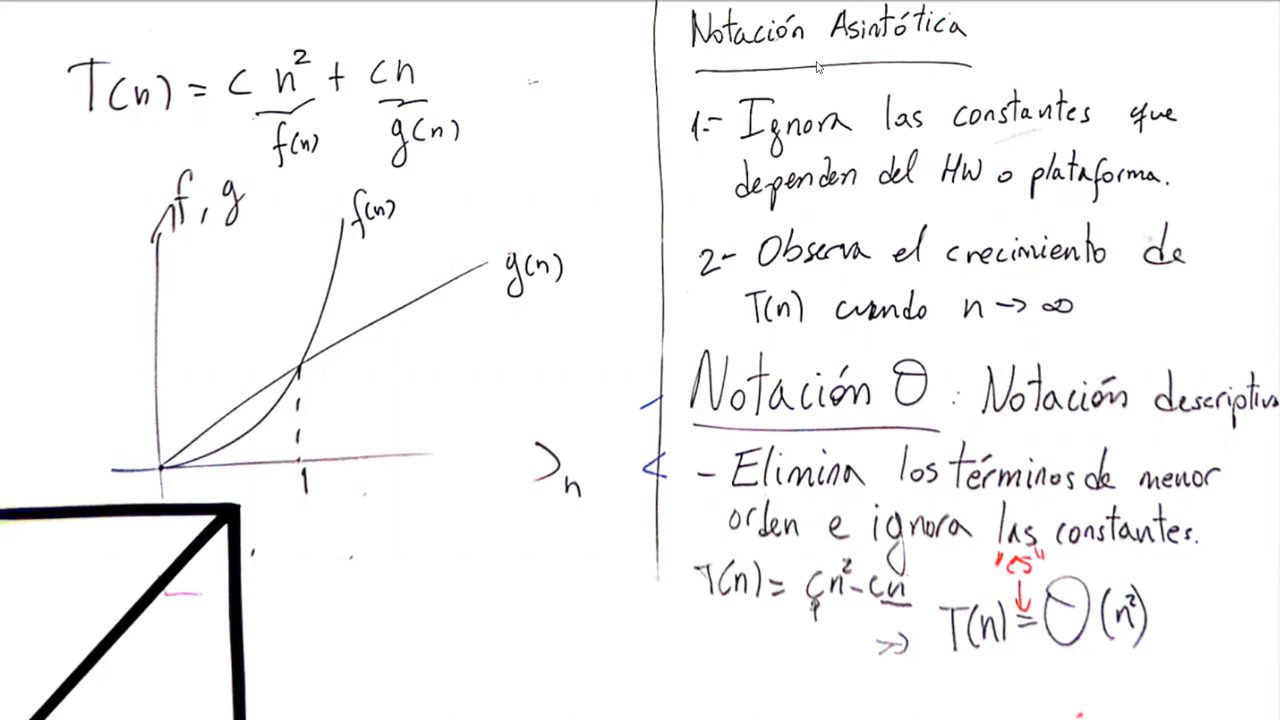 T(n) = c n² + cn
f(n)
g(n)
f, g
f(n)
g(n)
1
n
Notación Asintótica
1.- Ignora las constantes que
dependen del HW o plataforma.
2- Observa el crecimiento de
T(n) cuando n → ∞
Notación Θ : Notación descriptiva
- Elimina los términos de menor
orden e ignora las constantes.
"es"
T(n) = cn² - cn
=> T(n) = Θ(n²)